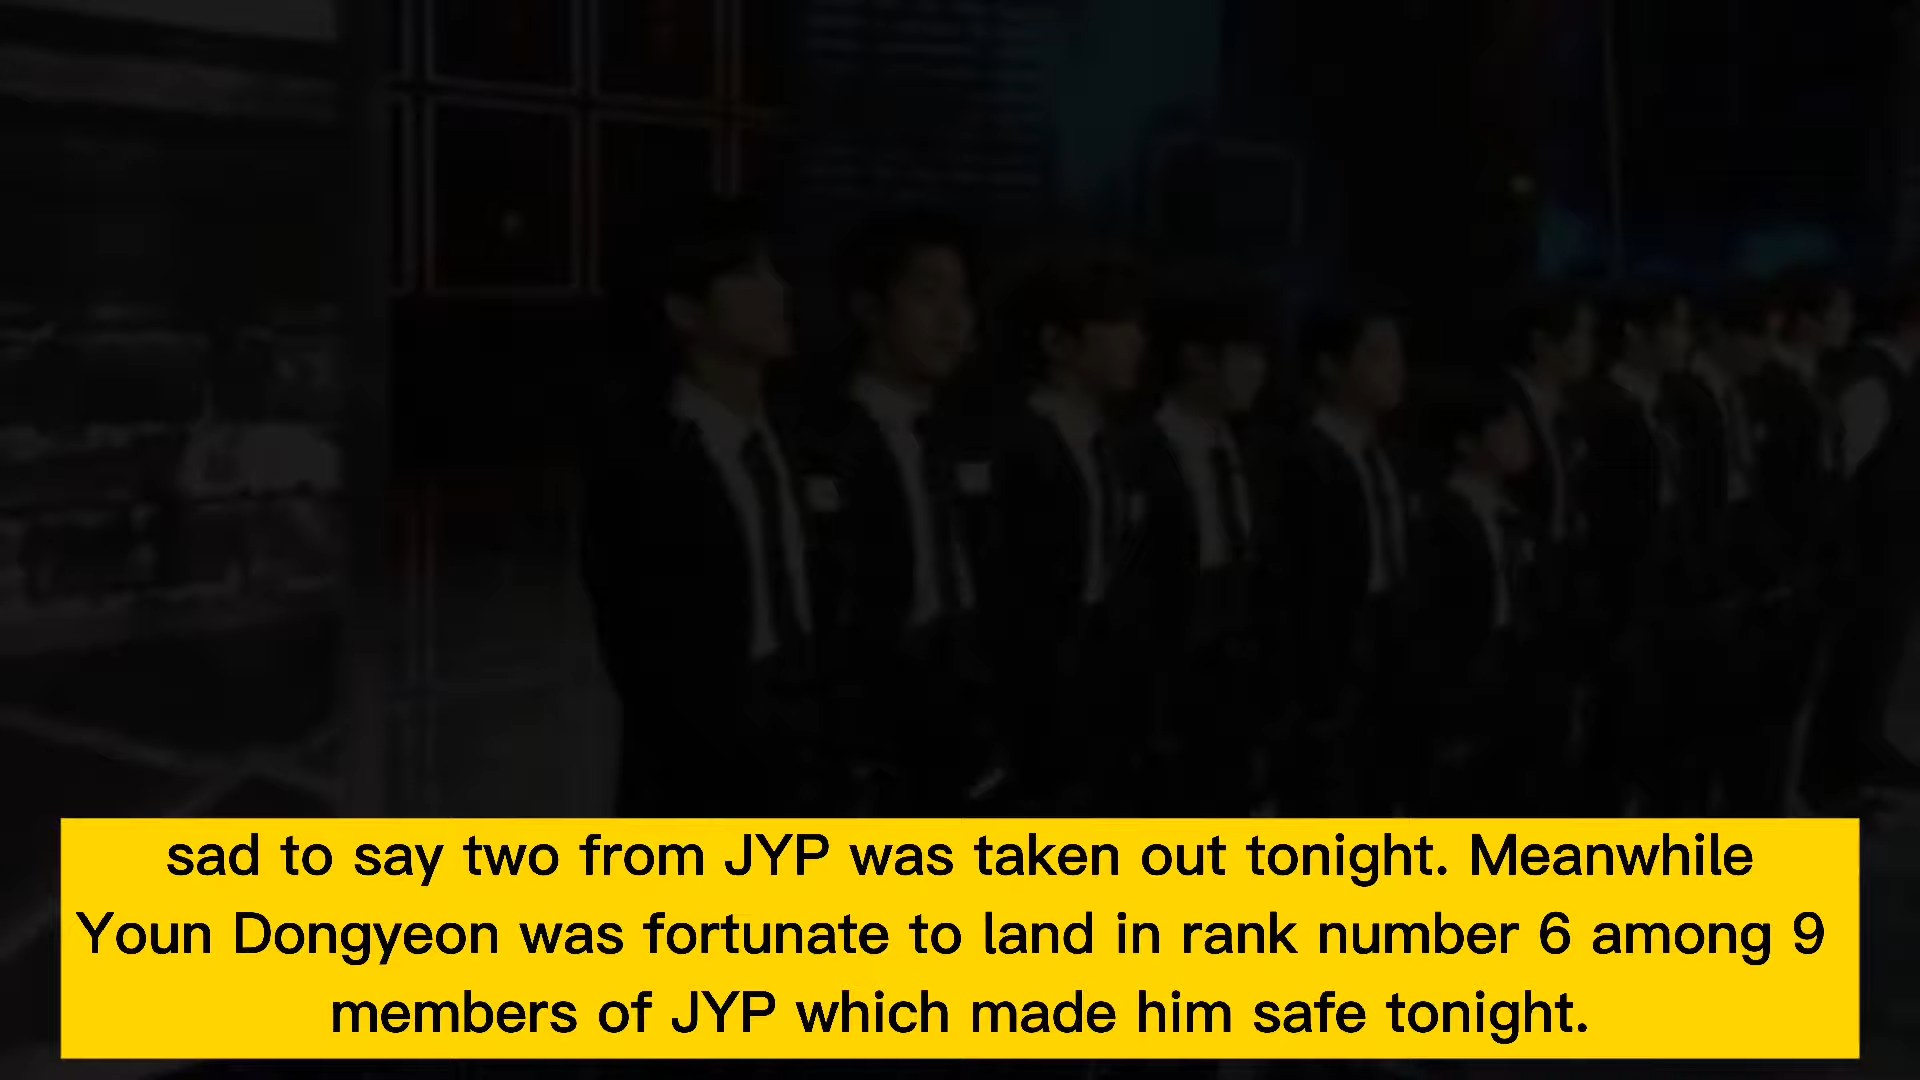 sad to say two from JYP was taken out tonight. Meanwhile
Youn Dongyeon was fortunate to land in rank number 6 among 9
members of JYP which made him safe tonight.